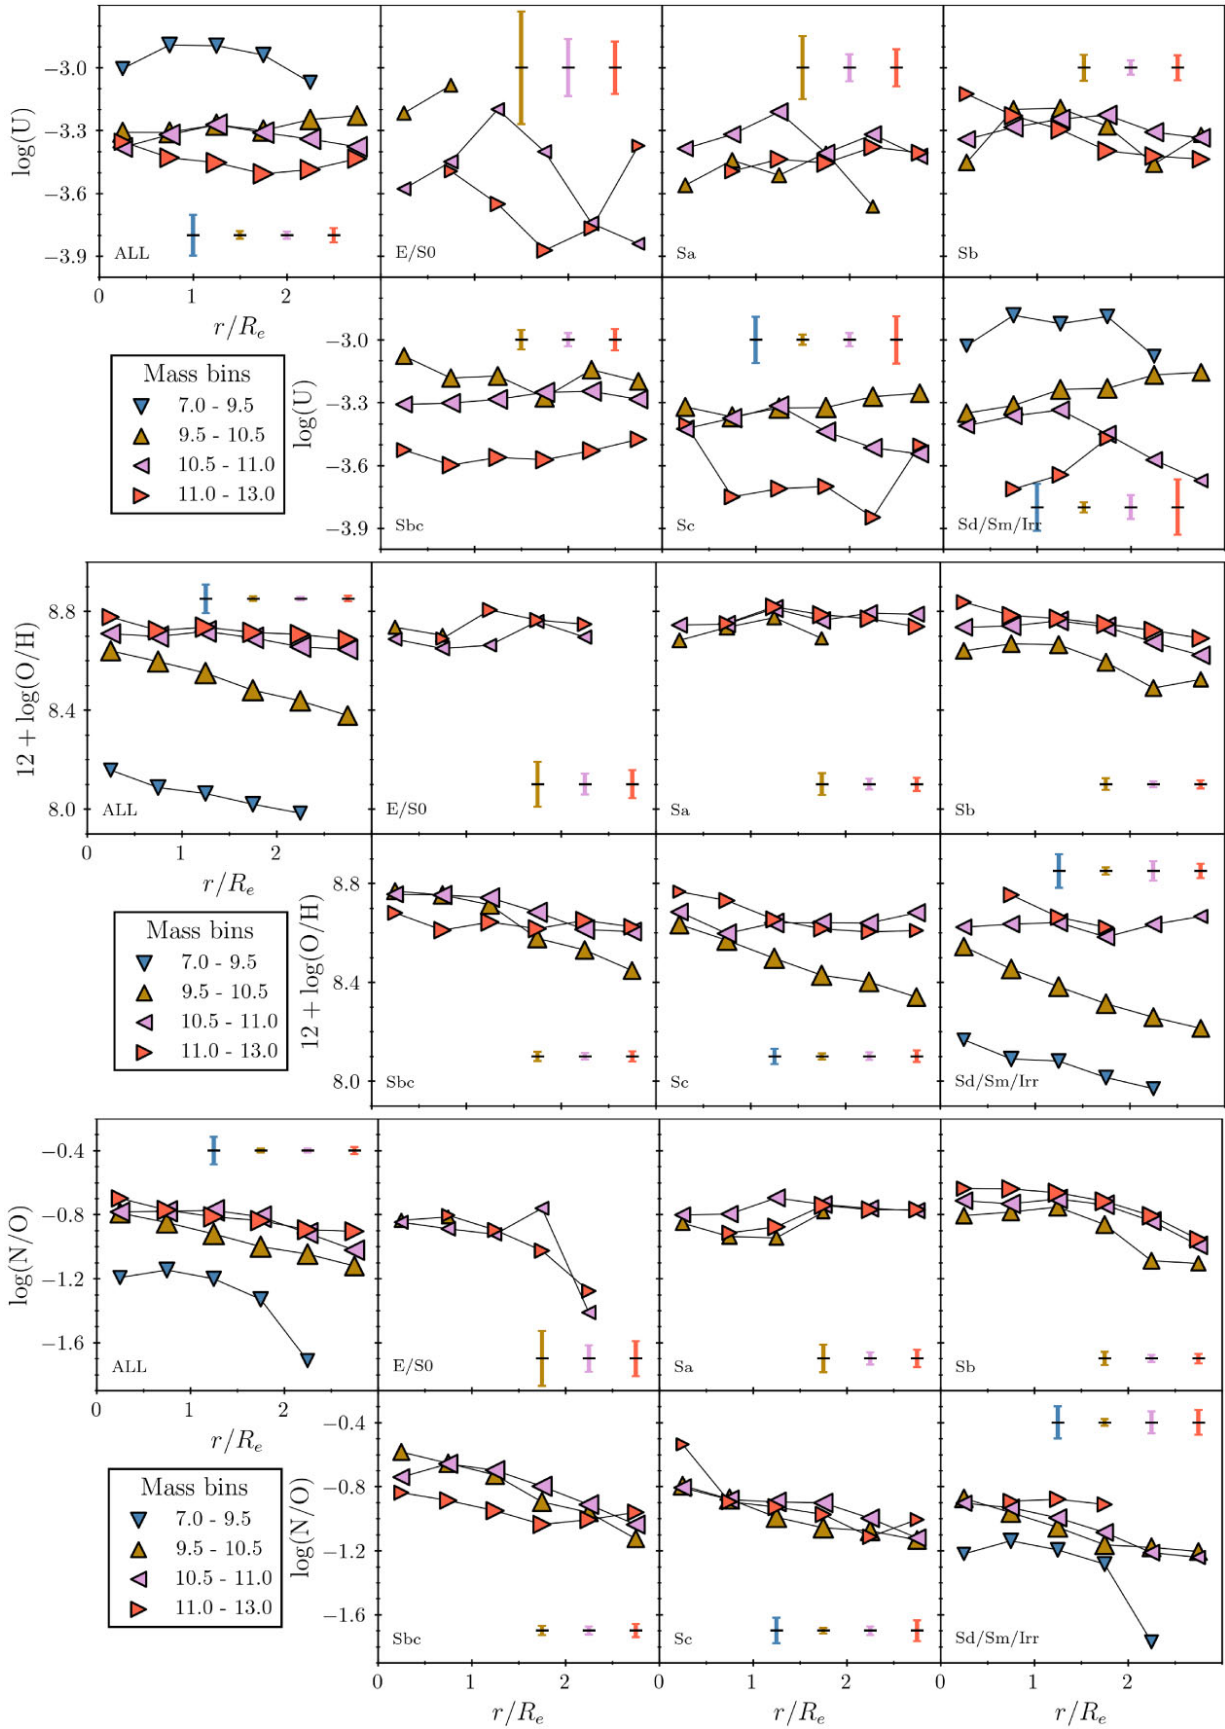 −3.0
−3.3
−3.6
−3.9
log(U)
ALL
E/S0
Sa
Sb
0
1
2
r/R_e
Mass bins
7.0 - 9.5
9.5 - 10.5
10.5 - 11.0
11.0 - 13.0
−3.0
−3.3
−3.6
−3.9
log(U)
Sbc
Sc
Sd/Sm/Irr
8.8
8.4
8.0
12 + log(O/H)
ALL
E/S0
Sa
Sb
0
1
2
r/R_e
Mass bins
7.0 - 9.5
9.5 - 10.5
10.5 - 11.0
11.0 - 13.0
8.8
8.4
8.0
12 + log(O/H)
Sbc
Sc
Sd/Sm/Irr
−0.4
−0.8
−1.2
−1.6
log(N/O)
ALL
E/S0
Sa
Sb
0
1
2
r/R_e
Mass bins
7.0 - 9.5
9.5 - 10.5
10.5 - 11.0
11.0 - 13.0
−0.4
−0.8
−1.2
−1.6
log(N/O)
Sbc
Sc
Sd/Sm/Irr
0
1
2
0
1
2
0
1
2
r/R_e
r/R_e
r/R_e